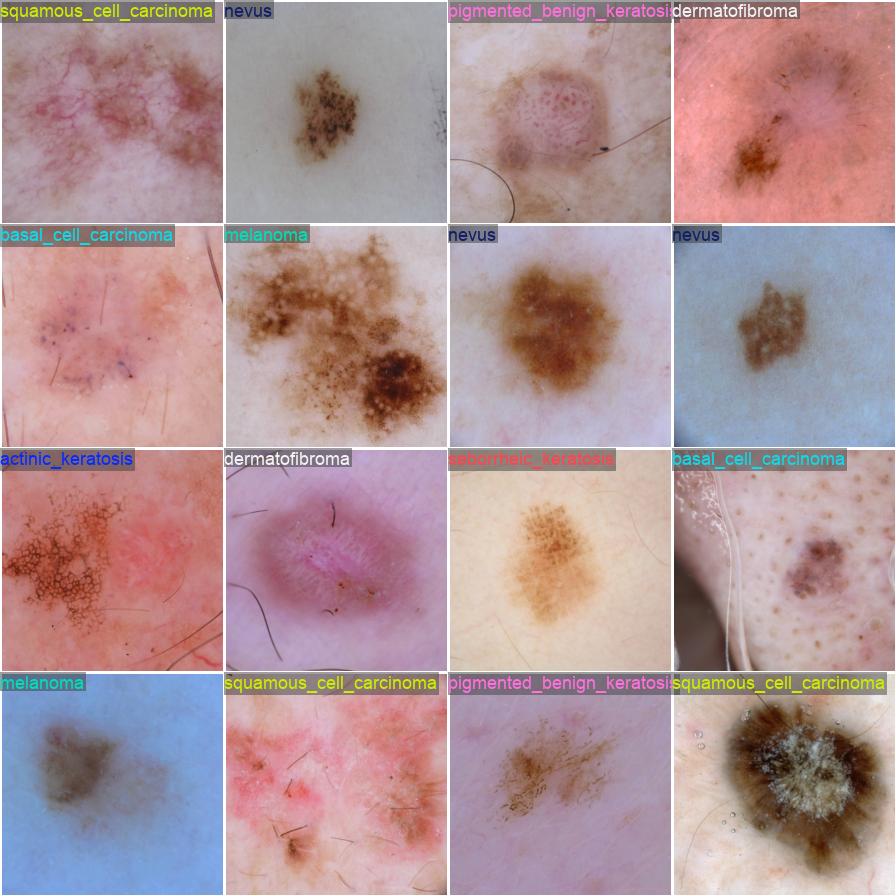 squamous_cell_carcinoma
nevus
pigmented_benign_keratosis
dermatofibroma
basal_cell_carcinoma
melanoma
nevus
nevus
actinic_keratosis
dermatofibroma
seborrheic_keratosis
basal_cell_carcinoma
melanoma
squamous_cell_carcinoma
pigmented_benign_keratosis
squamous_cell_carcinoma